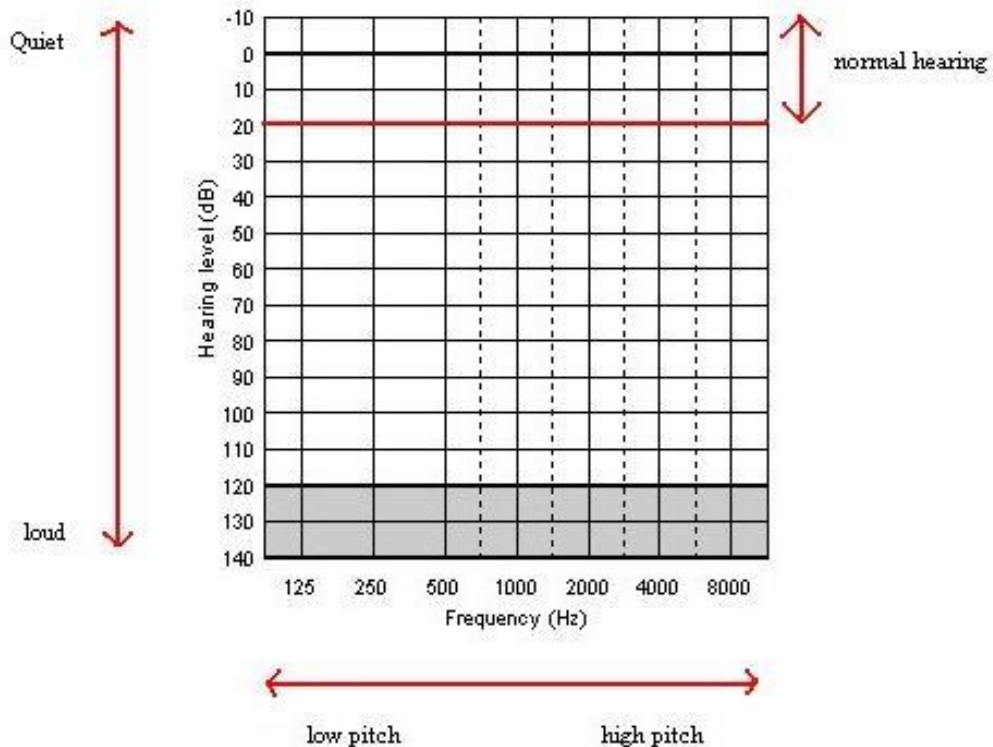 Quiet
loud
Hearing level (dB)
-10
0
10
20
30
40
50
60
70
80
90
100
110
120
130
140
normal hearing
125 250 500 1000 2000 4000 8000
Frequency (Hz)
low pitch high pitch